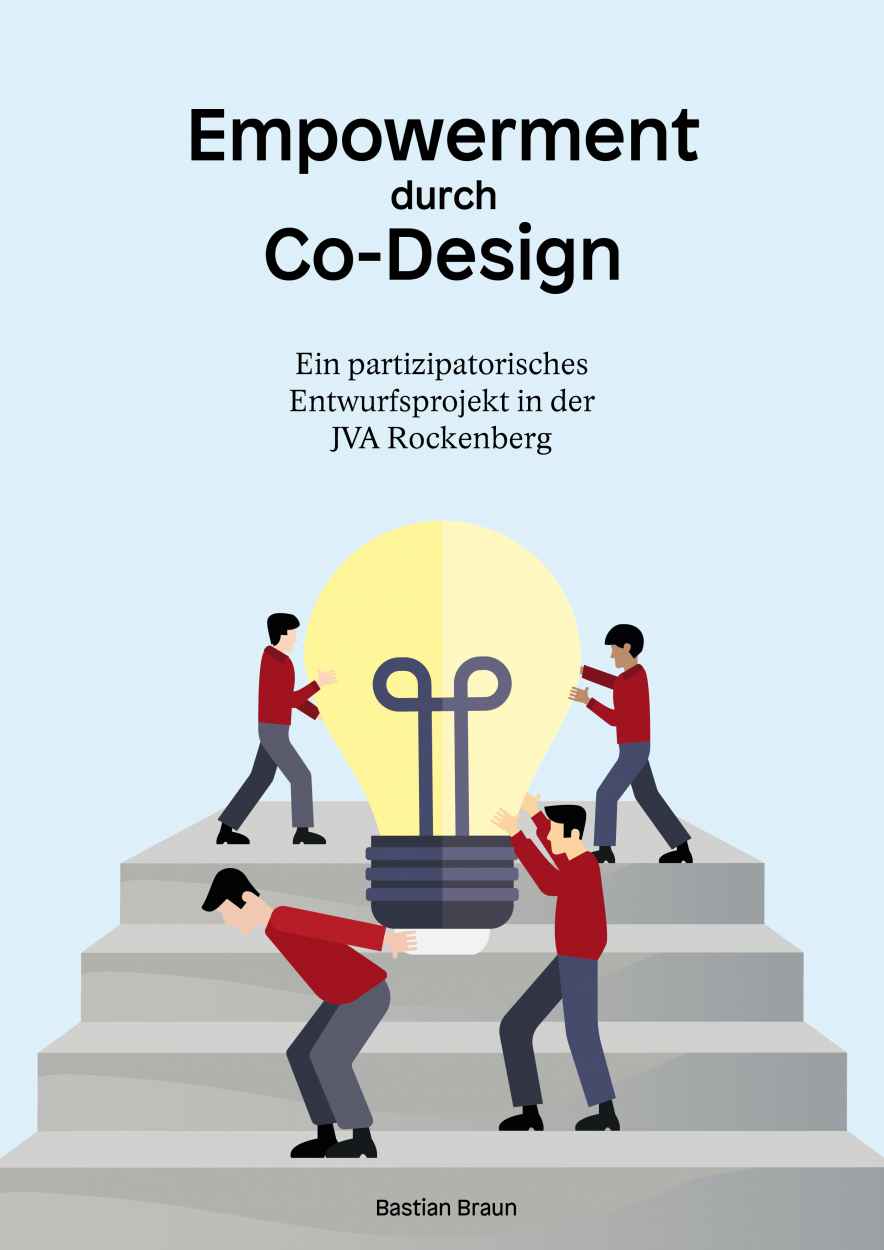 Empowerment
durch
Co-Design
Ein partizipatorisches
Entwurfsprojekt in der
JVA Rockenberg
Bastian Braun